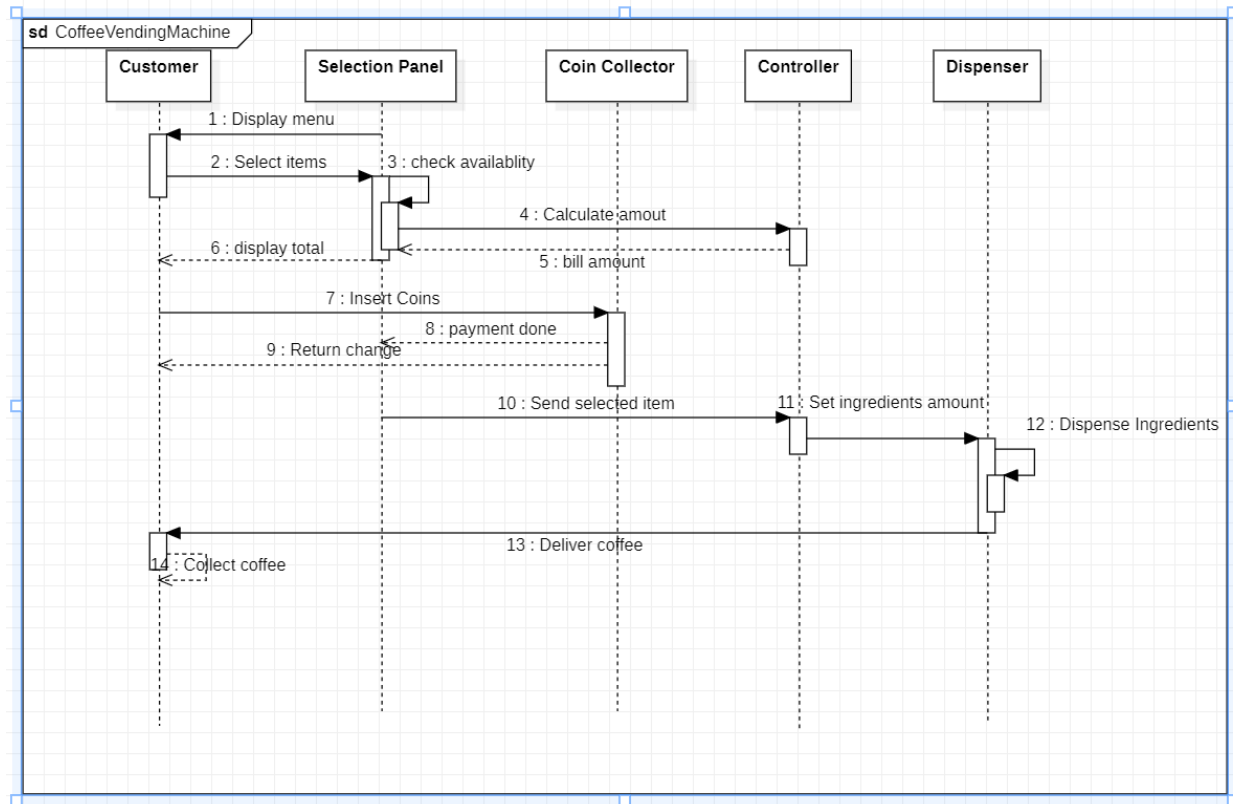 sd CoffeeVendingMachine
Customer
Selection Panel
Coin Collector
Controller
Dispenser
1 : Display menu
2 : Select items
3 : check availablity
4 : Calculate amout
5 : bill amount
6 : display total
7 : Insert Coins
8 : payment done
9 : Return change
10 : Send selected item
11 : Set ingredients amount
12 : Dispense Ingredients
13 : Deliver coffee
14 : Collect coffee